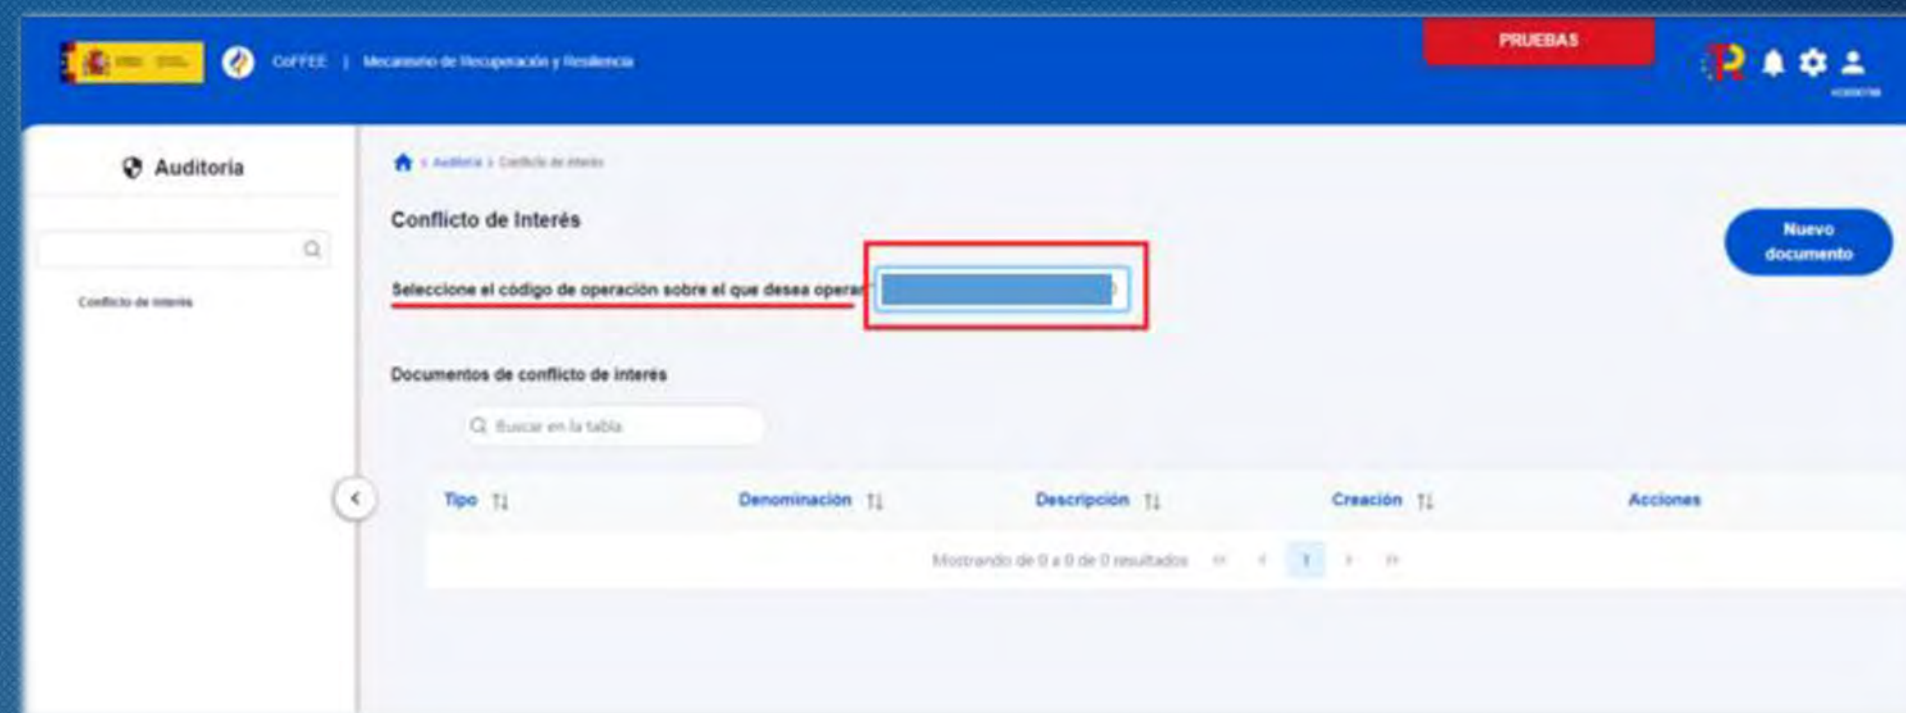 CoFFEE | Mecanismo de Recuperación y Resiliencia
PRUEBAS
Auditoria
Auditoria > Conflicto de interés
Conflicto de Interés
Nuevo
documento
Conflicto de interés
Seleccione el código de operación sobre el que desea operar
Documentos de conflicto de interés
Buscar en la tabla
Tipo Denominación Descripción Creación Acciones
Mostrando de 0 a 0 de 0 resultados << < 1 > >>